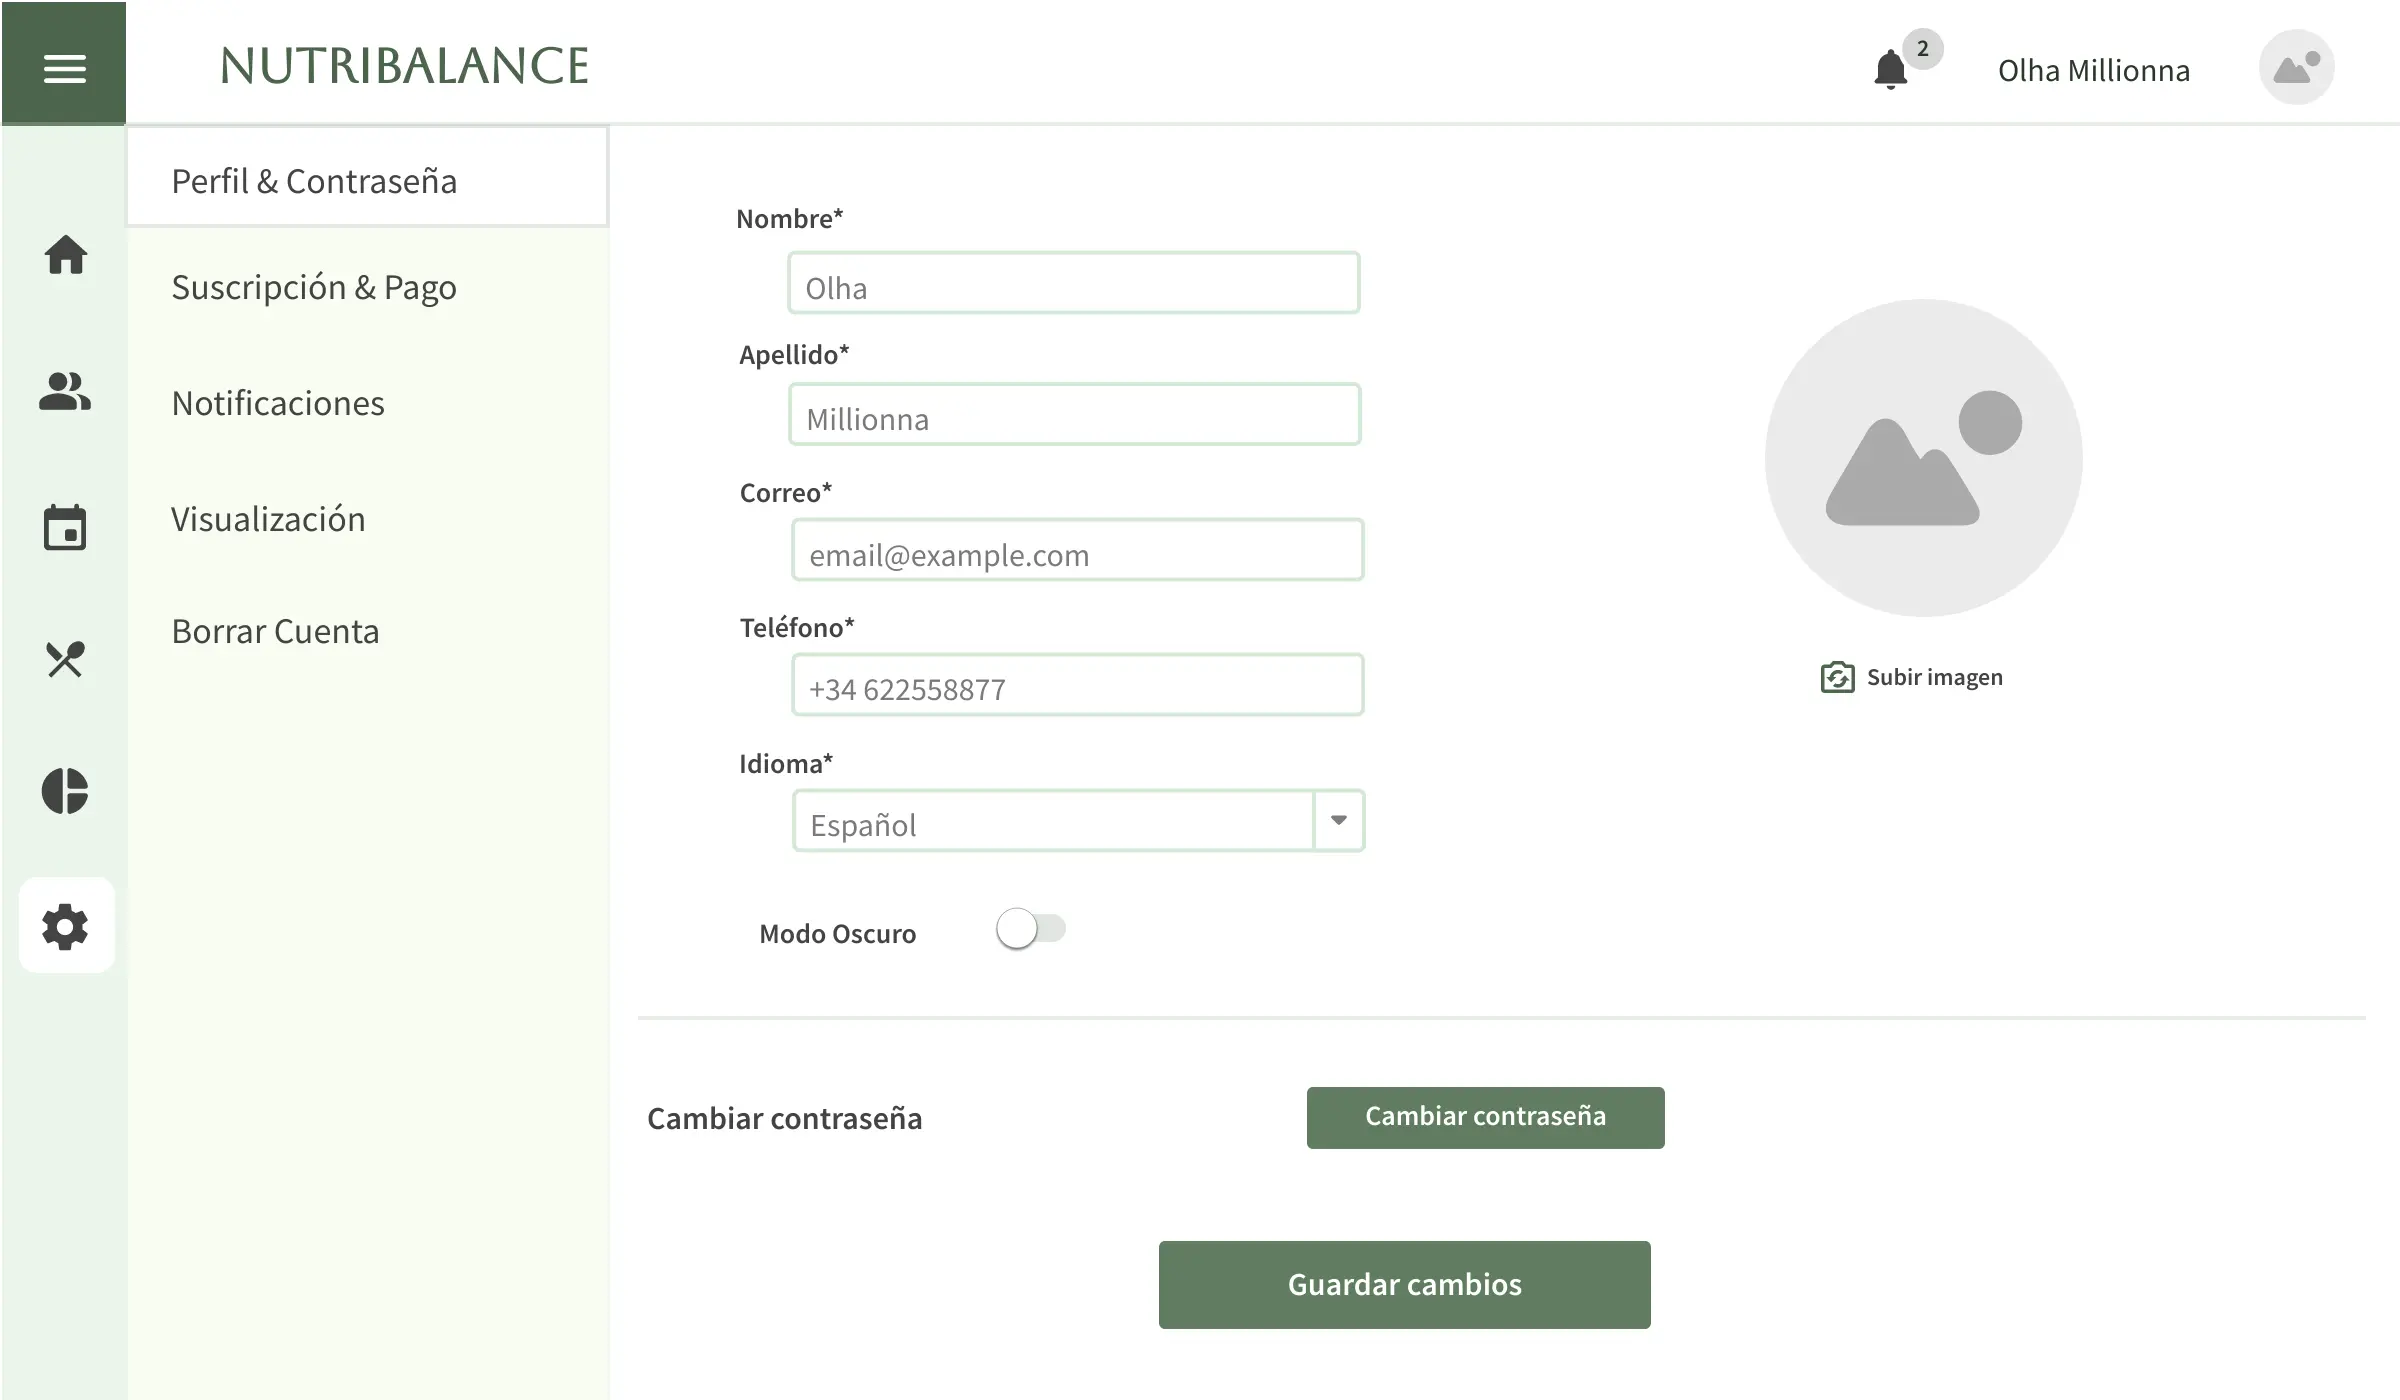 NUTRIBALANCE
2
Olha Millionna
Perfil & Contraseña
Suscripción & Pago
Notificaciones
Visualización
Borrar Cuenta
Nombre*
Olha
Apellido*
Millionna
Correo*
email@example.com
Teléfono*
+34 622558877
Idioma*
Español
Modo Oscuro
Subir imagen
Cambiar contraseña
Cambiar contraseña
Guardar cambios